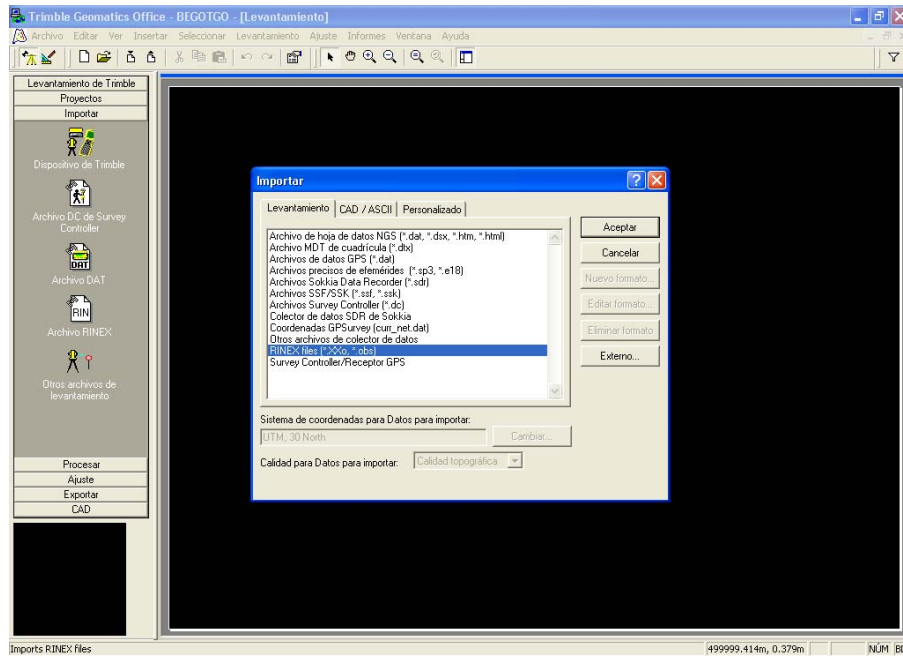 Trimble Geomatics Office - BEGOTGO - [Levantamiento]
Archivo Editar Ver Insertar Seleccionar Levantamiento Ajuste Informes Ventana Ayuda
Levantamiento de Trimble
Proyectos
Importar
Dispositivo de Trimble
Archivo DC de Survey
Controller
DAT
Archivo DAT
RIN
Archivo RINEX
Otros archivos de
levantamiento
Procesar
Ajuste
Exportar
CAD
Importar
Levantamiento CAD / ASCII Personalizado
Archivo de hoja de datos NGS (*.dat, *.dsx, *.htm, *.html)
Archivo MDT de cuadrícula (*.dtx)
Archivos de datos GPS (*.dat)
Archivos precisos de efemérides (*.sp3, *.e18)
Archivos Sokkia Data Recorder (*.sdr)
Archivos SSF/SSK (*.ssf, *.ssk)
Archivos Survey Controller (*.dc)
Colector de datos SDR de Sokkia
Coordenadas GPSurvey (curr_net.dat)
Otros archivos de colector de datos
RINEX files (*.XXo, *.obs)
Survey Controller/Receptor GPS
Aceptar
Cancelar
Nuevo formato...
Editar formato...
Eliminar formato
Externo...
Sistema de coordenadas para Datos para importar:
UTM, 30 North Cambiar...
Calidad para Datos para importar: Calidad topográfica
Imports RINEX files 499999.414m, 0.379m NÚM